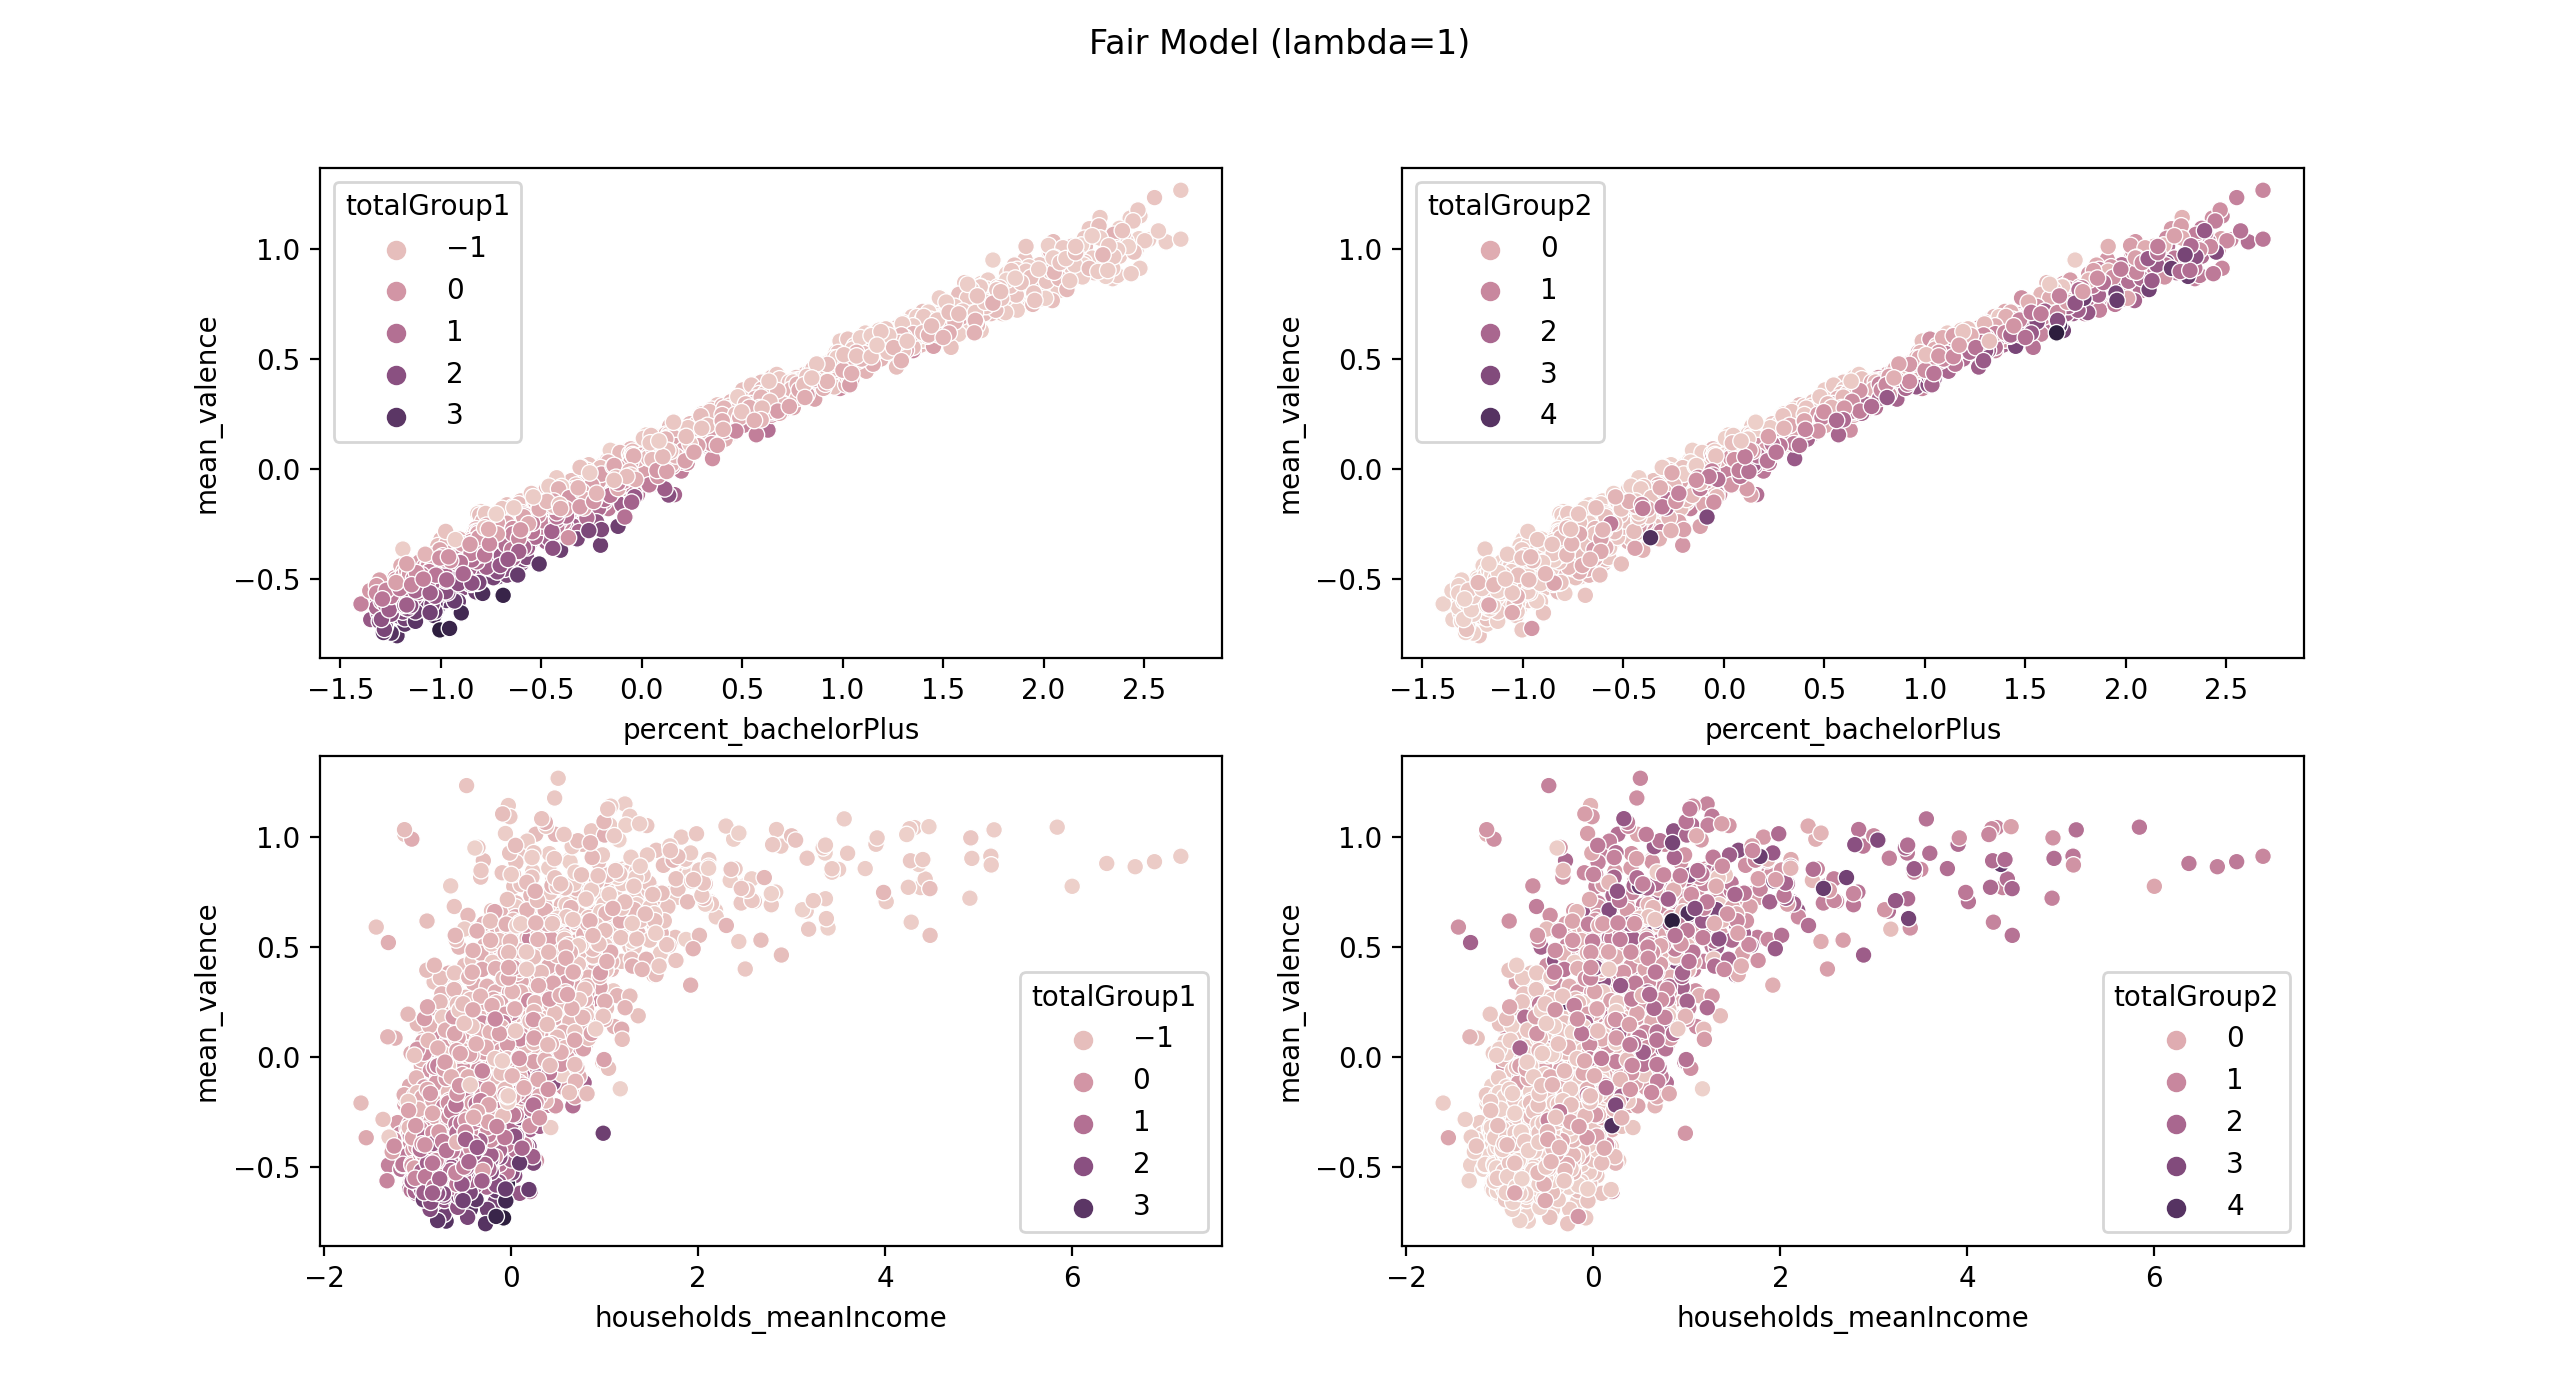 Fair Model (lambda=1)
totalGroup1
−1
0
1
2
3
1.0
0.5
0.0
−0.5
mean_valence
−1.5 −1.0 −0.5 0.0 0.5 1.0 1.5 2.0 2.5
percent_bachelorPlus
totalGroup2
0
1
2
3
4
1.0
0.5
0.0
−0.5
mean_valence
−1.5 −1.0 −0.5 0.0 0.5 1.0 1.5 2.0 2.5
percent_bachelorPlus
1.0
0.5
0.0
−0.5
mean_valence
totalGroup1
−1
0
1
2
3
−2 0 2 4 6
households_meanIncome
1.0
0.5
0.0
−0.5
mean_valence
totalGroup2
0
1
2
3
4
−2 0 2 4 6
households_meanIncome